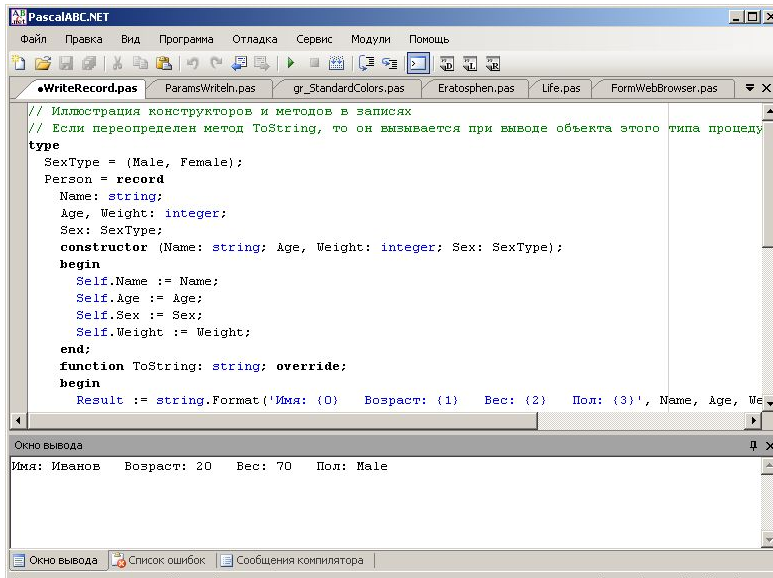 PascalABC.NET
Файл Правка Вид Программа Отладка Сервис Модули Помощь
•WriteRecord.pas ParamsWriteln.pas gr_StandardColors.pas Eratosphen.pas Life.pas FormWebBrowser.pas
// Иллюстрация конструкторов и методов в записях
// Если переопределен метод ToString, то он вызывается при выводе объекта этого типа процеду
type
  SexType = (Male, Female);
  Person = record
    Name: string;
    Age, Weight: integer;
    Sex: SexType;
    constructor (Name: string; Age, Weight: integer; Sex: SexType);
    begin
      Self.Name := Name;
      Self.Age := Age;
      Self.Sex := Sex;
      Self.Weight := Weight;
    end;
    function ToString: string; override;
    begin
      Result := string.Format('Имя: {0}   Возраст: {1}   Вес: {2}   Пол: {3}', Name, Age, We
Окно вывода
Имя: Иванов   Возраст: 20   Вес: 70   Пол: Male
Окно вывода Список ошибок Сообщения компилятора